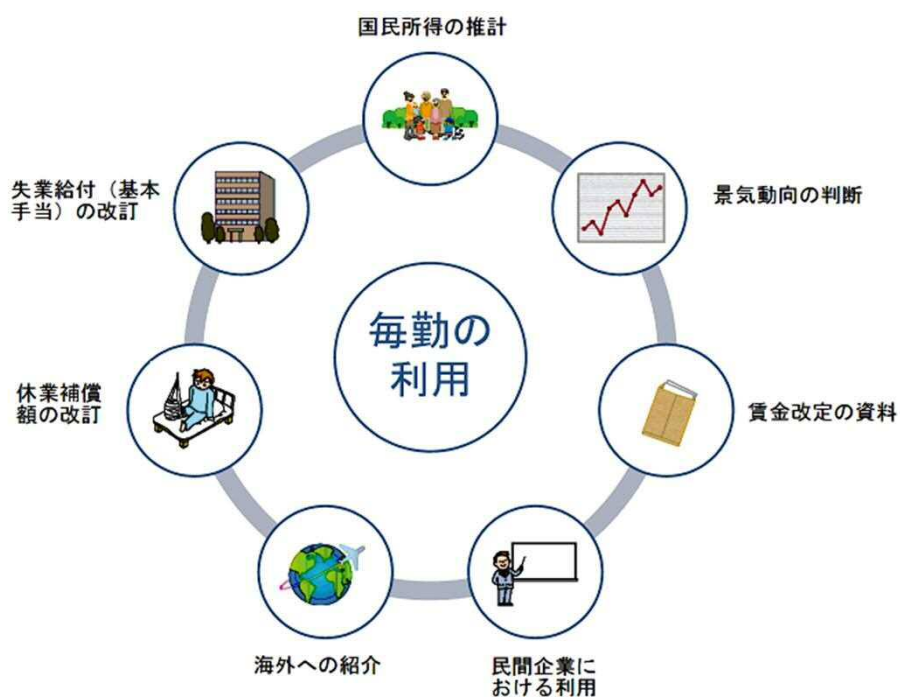 国民所得の推計
景気動向の判断
賃金改定の資料
民間企業に
おける利用
海外への紹介
休業補償
額の改訂
失業給付（基本
手当）の改訂
毎勤の
利用